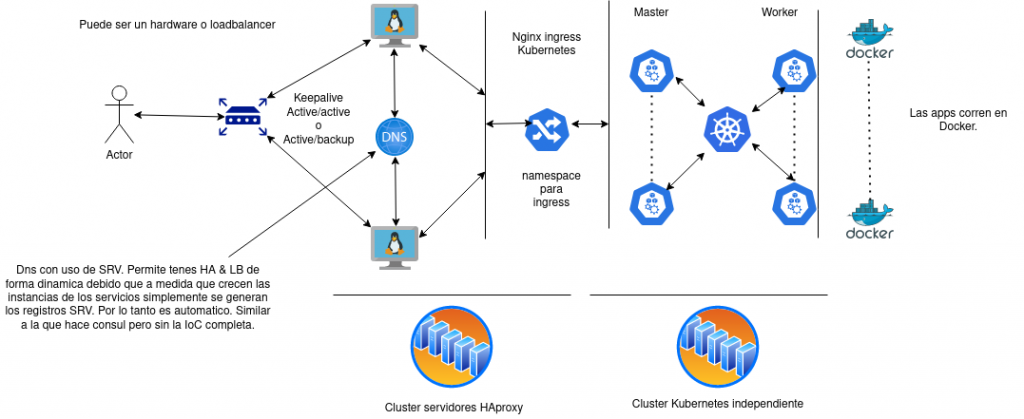 Puede ser un hardware o loadbalancer
Master
Worker
Nginx ingress
Kubernetes
docker
Keepalive
Active/active
o
Active/backup
DNS
Actor
Las apps corren en
Docker.
namespace
para
ingress
docker
Dns con uso de SRV. Permite tenes HA & LB de
forma dinamica debido que a medida que crecen las
instancias de los servicios simplemente se generan
los registros SRV. Por lo tanto es automatico. Similar
a la que hace consul pero sin la IoC completa.
Cluster servidores HAproxy
Cluster Kubernetes independiente